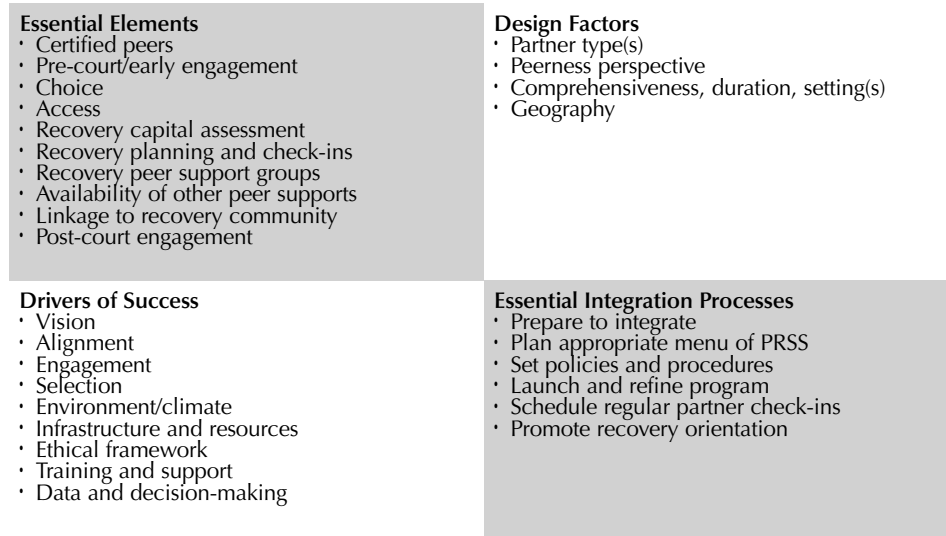 Essential Elements
· Certified peers
· Pre-court/early engagement
· Choice
· Access
· Recovery capital assessment
· Recovery planning and check-ins
· Recovery peer support groups
· Availability of other peer supports
· Linkage to recovery community
· Post-court engagement
Design Factors
· Partner type(s)
· Peerness perspective
· Comprehensiveness, duration, setting(s)
· Geography
Drivers of Success
· Vision
· Alignment
· Engagement
· Selection
· Environment/climate
· Infrastructure and resources
· Ethical framework
· Training and support
· Data and decision-making
Essential Integration Processes
· Prepare to integrate
· Plan appropriate menu of PRSS
· Set policies and procedures
· Launch and refine program
· Schedule regular partner check-ins
· Promote recovery orientation